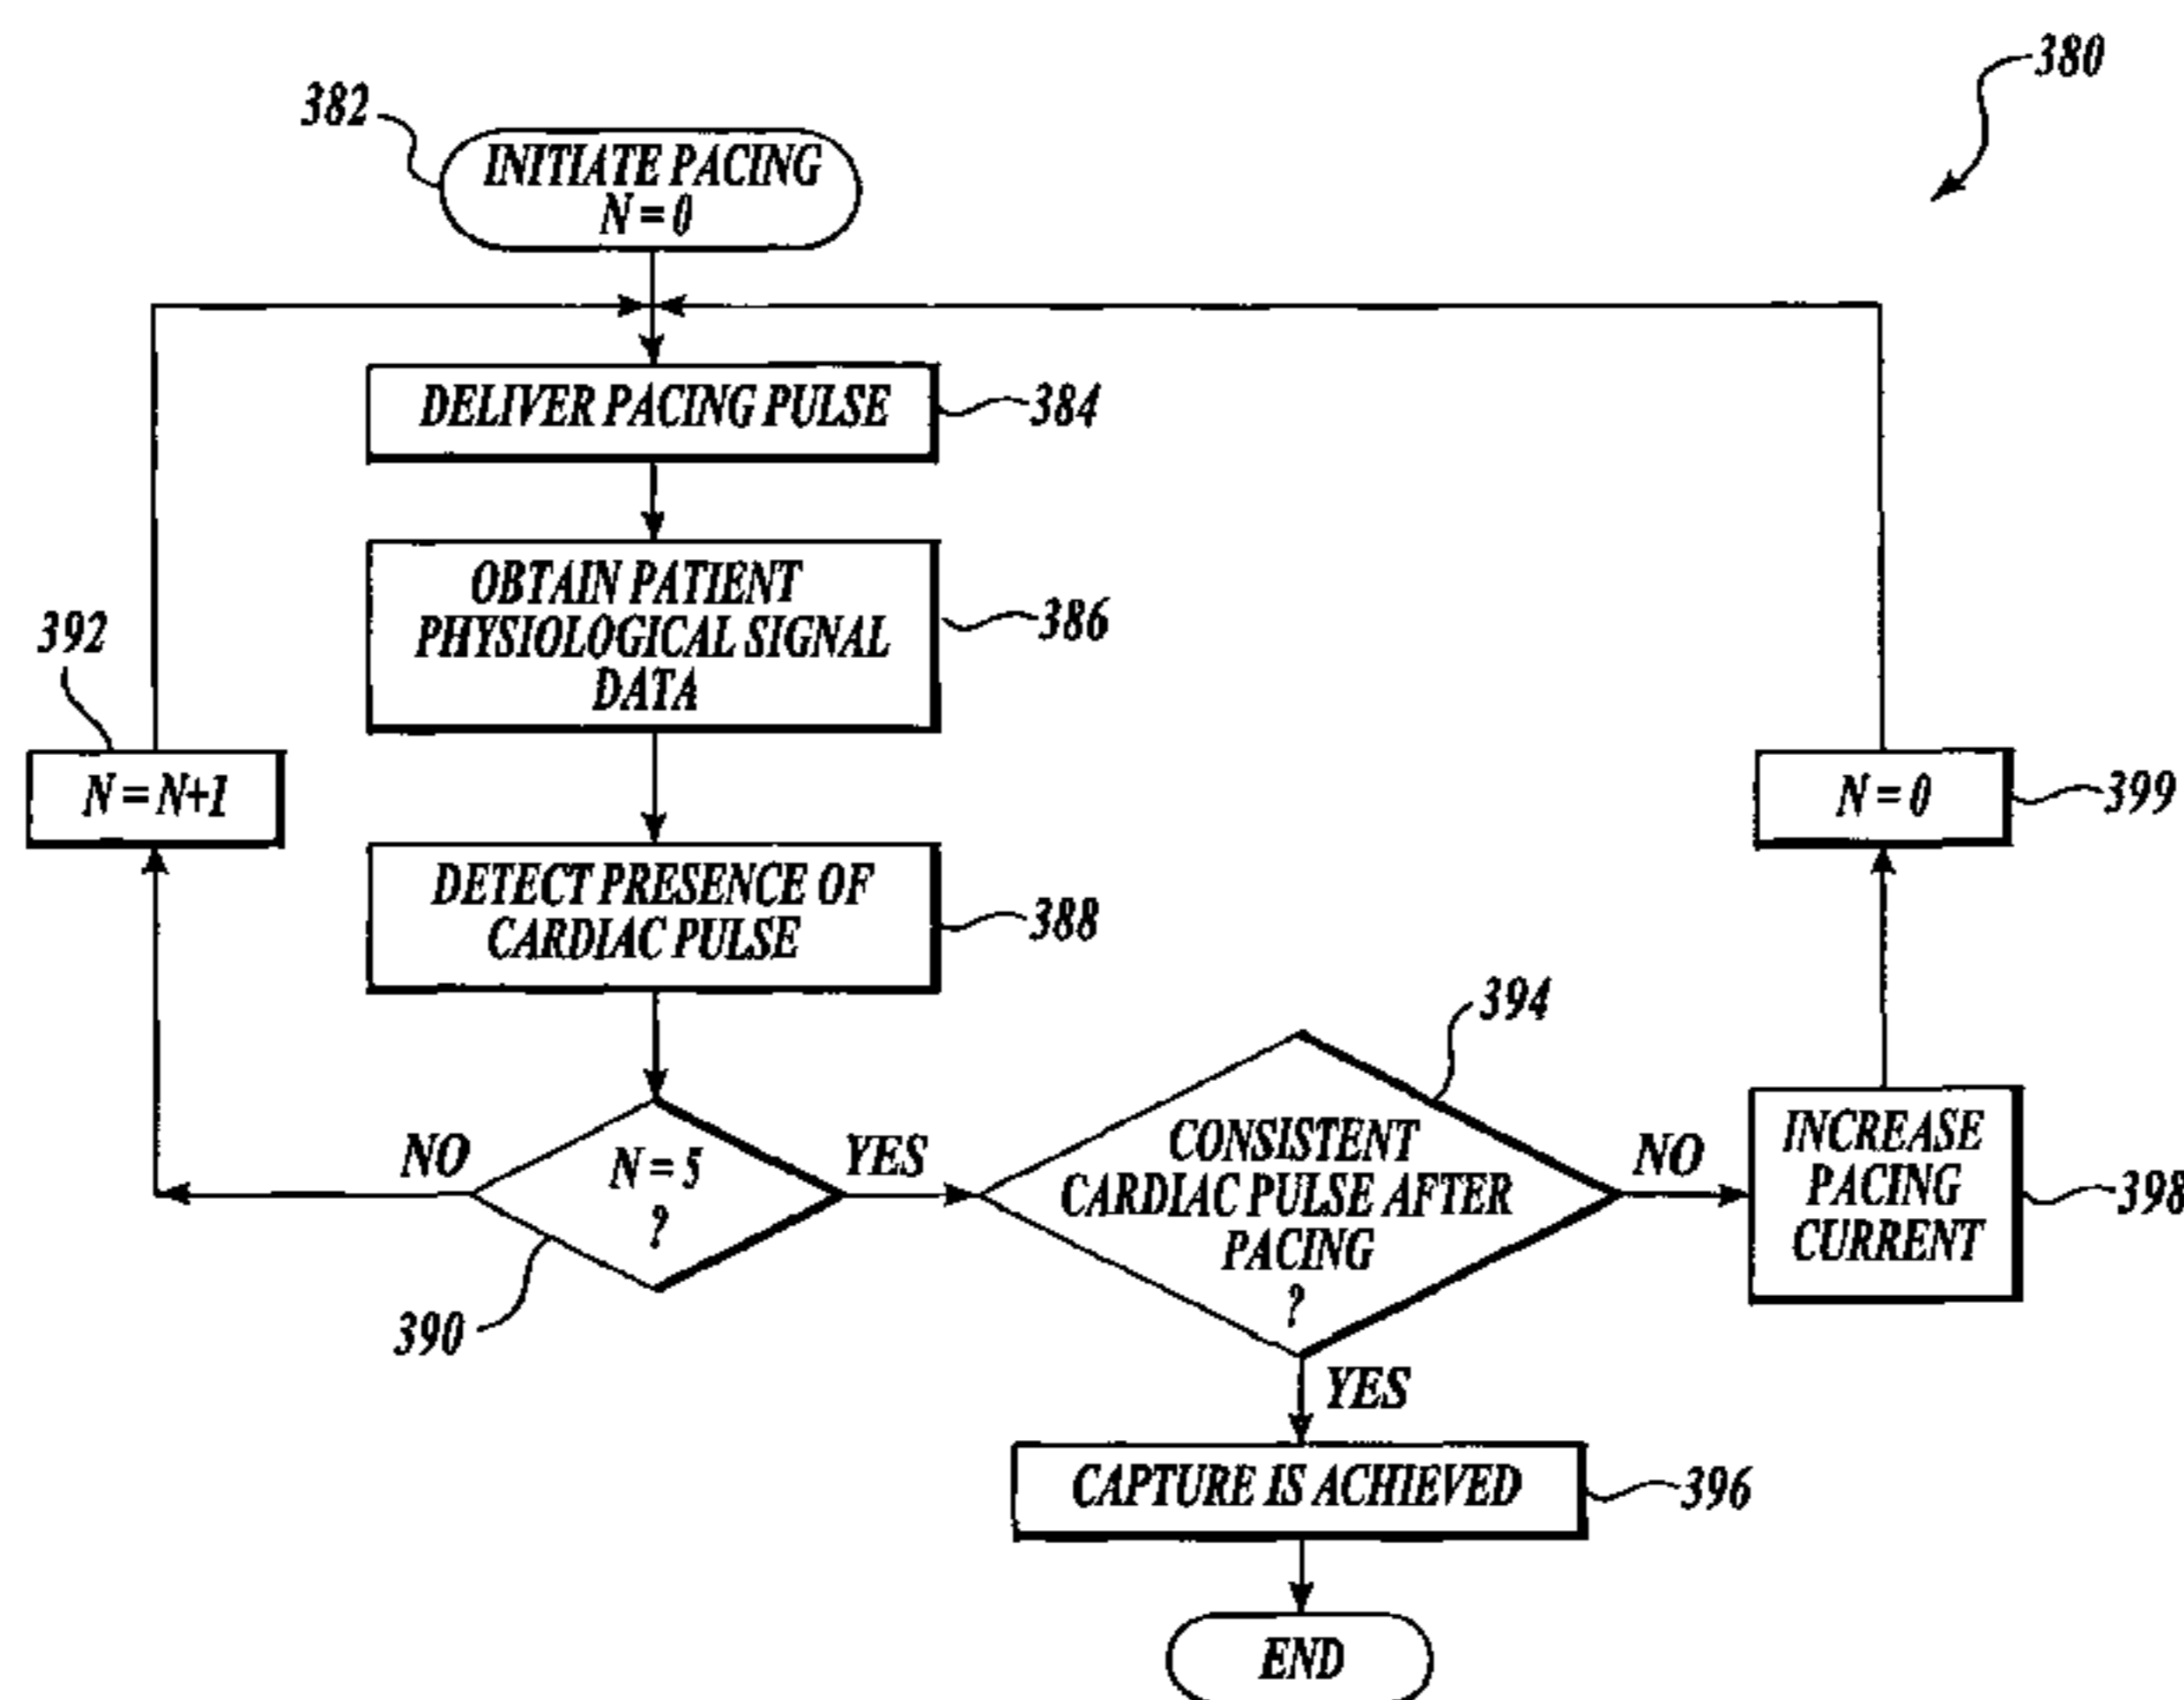 380
382
INITIATE PACING
N = 0
DELIVER PACING PULSE
384
OBTAIN PATIENT
PHYSIOLOGICAL SIGNAL
DATA
386
392
N = N+1
N = 0
399
DETECT PRESENCE OF
CARDIAC PULSE
388
394
NO
N = 5
?
YES
390
CONSISTENT
CARDIAC PULSE AFTER
PACING
?
NO
INCREASE
PACING
CURRENT
398
YES
CAPTURE IS ACHIEVED
396
END